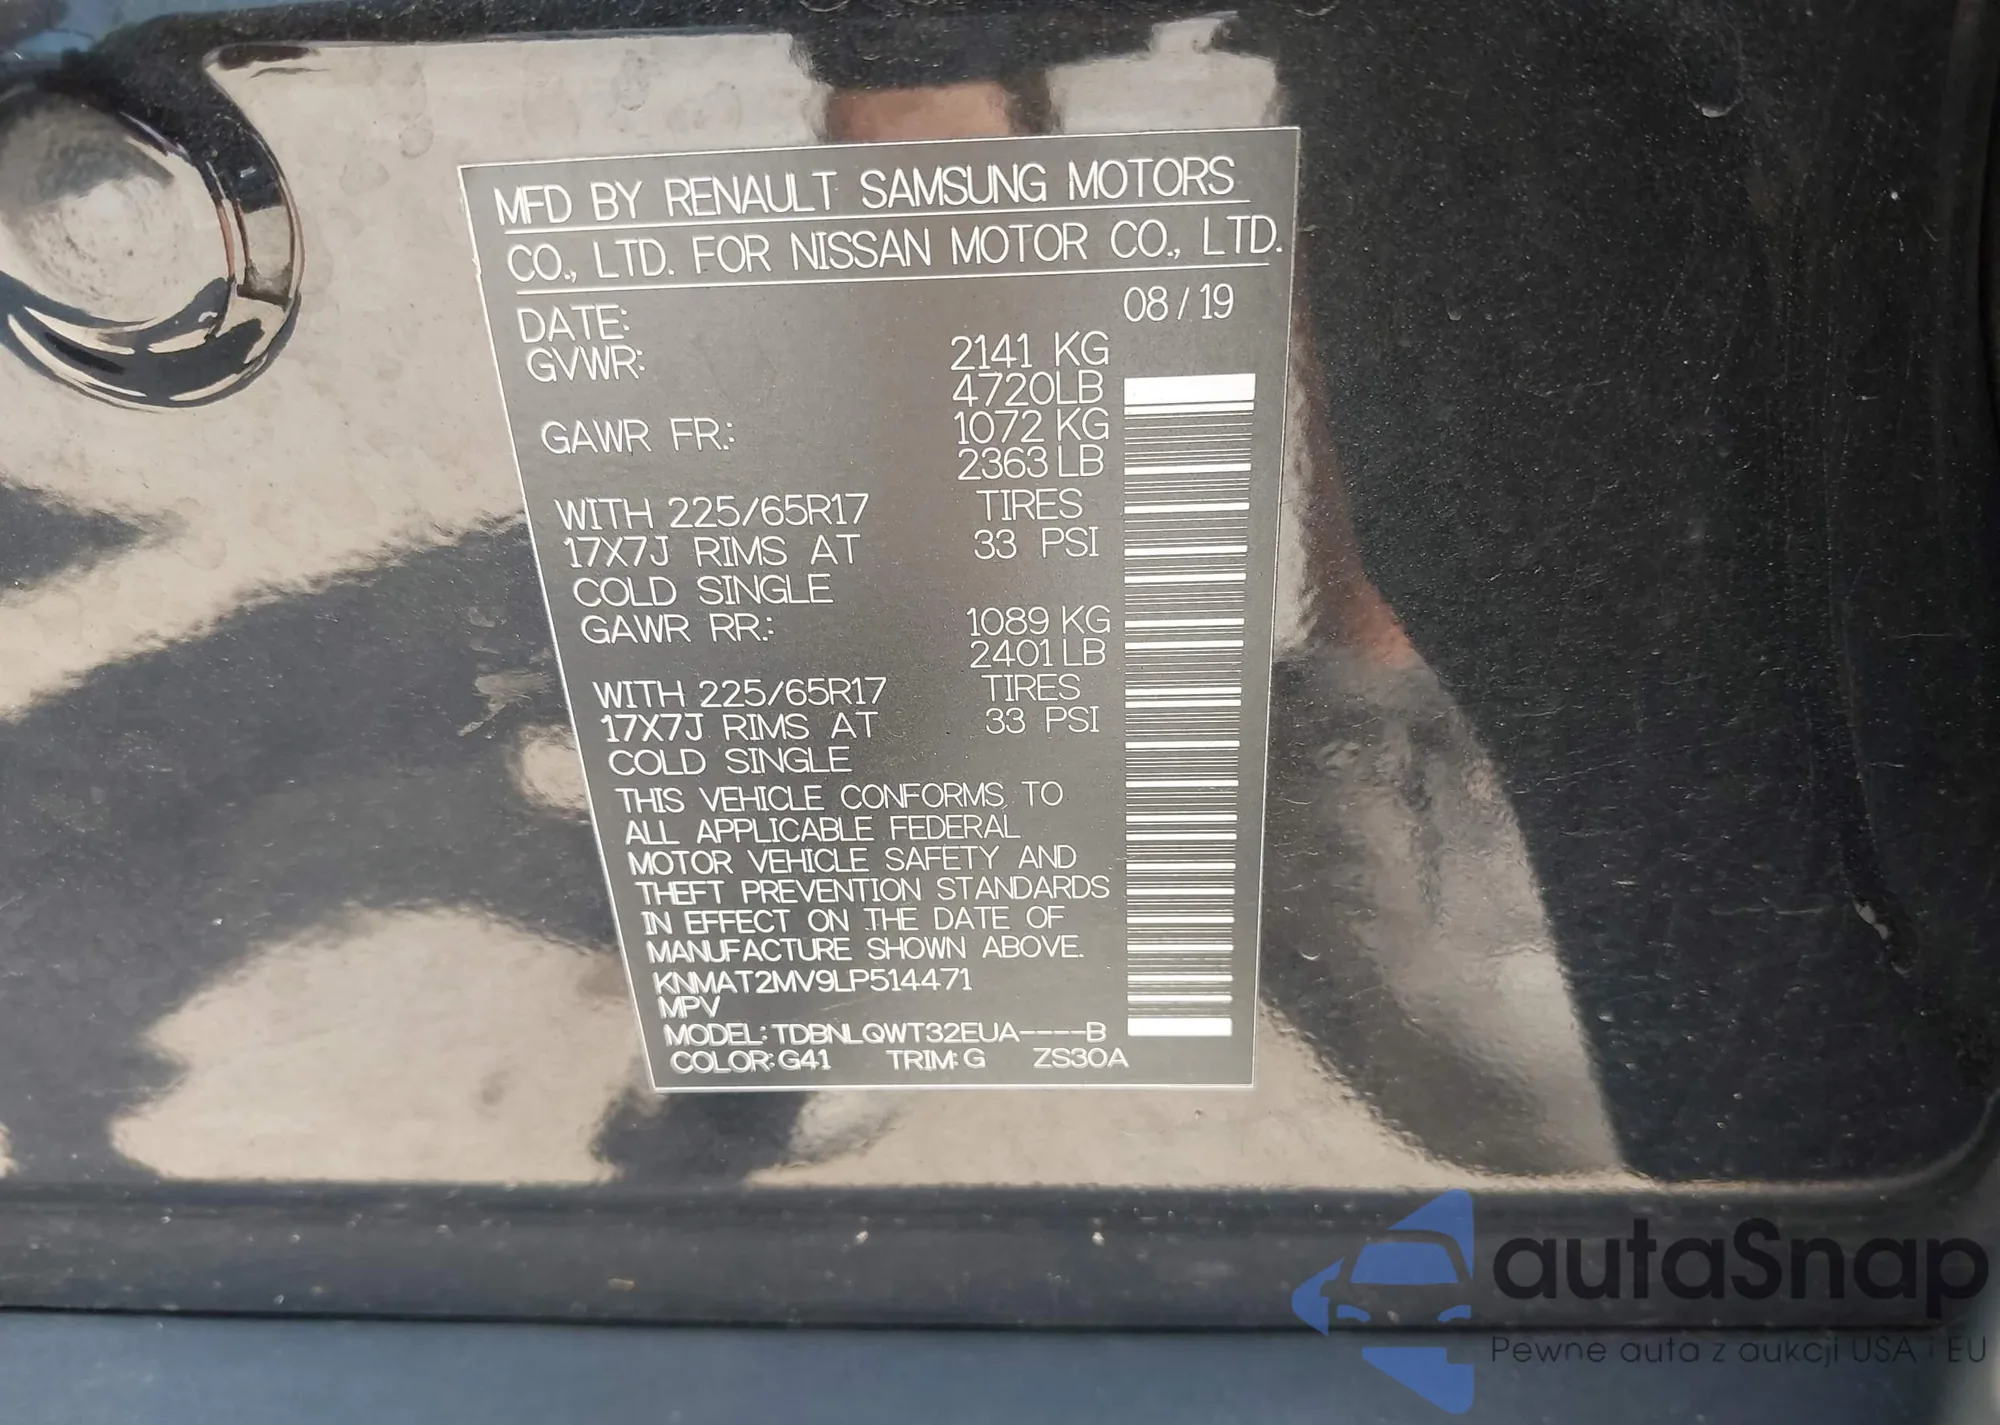 MFD BY RENAULT SAMSUNG MOTORS
CO., LTD. FOR NISSAN MOTOR CO., LTD.
DATE: 08/19
GVWR: 2141 KG
4720LB
GAWR FR.: 1072 KG
2363 LB
WITH 225/65R17 TIRES
17X7J RIMS AT 33 PSI
COLD SINGLE
GAWR RR.: 1089 KG
2401 LB
WITH 225/65R17 TIRES
17X7J RIMS AT 33 PSI
COLD SINGLE
THIS VEHICLE CONFORMS TO
ALL APPLICABLE FEDERAL
MOTOR VEHICLE SAFETY AND
THEFT PREVENTION STANDARDS
IN EFFECT ON THE DATE OF
MANUFACTURE SHOWN ABOVE.
KNMAT2MV9LP514471
MPV
MODEL: TDBNLQWT32EUA----B
COLOR: G41 TRIM: G ZS30A
autaSnap
Pewne auta z aukcji USA i EU